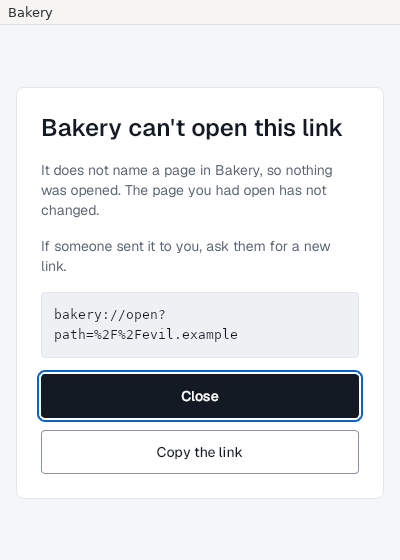 Bakery
Bakery can't open this link
It does not name a page in Bakery, so nothing
was opened. The page you had open has not
changed.
If someone sent it to you, ask them for a new
link.
bakery://open?
path=%2F%2Fevil.example
Close
Copy the link